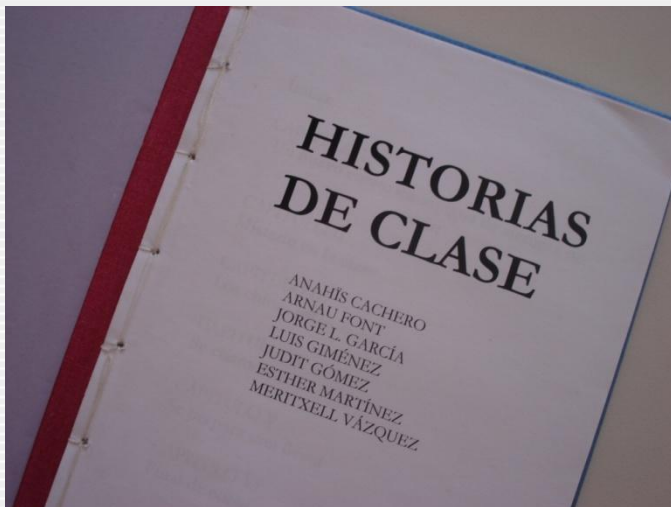 HISTORIAS
DE CLASE
ANAHÍS CACHERO
ARNAU FONT
JORGE L. GARCÍA
LUIS GIMÉNEZ
JUDIT GÓMEZ
ESTHER MARTÍNEZ
MERITXELL VÁZQUEZ